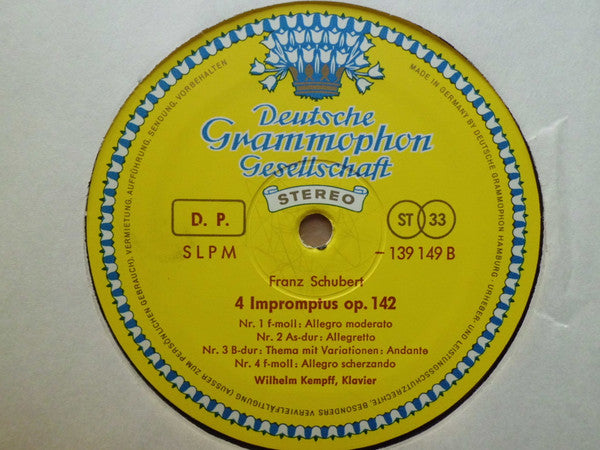 Deutsche
Grammophon
Gesellschaft
STEREO
D. P.
ST 33
SLPM
– 139 149 B
Franz Schubert
4 Impromptus op. 142
Nr. 1 f-moll: Allegro moderato
Nr. 2 As-dur: Allegretto
Nr. 3 B-dur: Thema mit Variationen: Andante
Nr. 4 f-moll: Allegro scherzando
Wilhelm Kempff, Klavier
MADE IN GERMANY BY DEUTSCHE GRAMMOPHON HAMBURG · URHEBER- UND LEISTUNGSSCHUTZRECHTE, BESONDERS VERVIELFÄLTIGUNG (AUSSER ZUM PERSÖNLICHEN GEBRAUCH), VERMIETUNG, AUFFÜHRUNG, SENDUNG, VORBEHALTEN